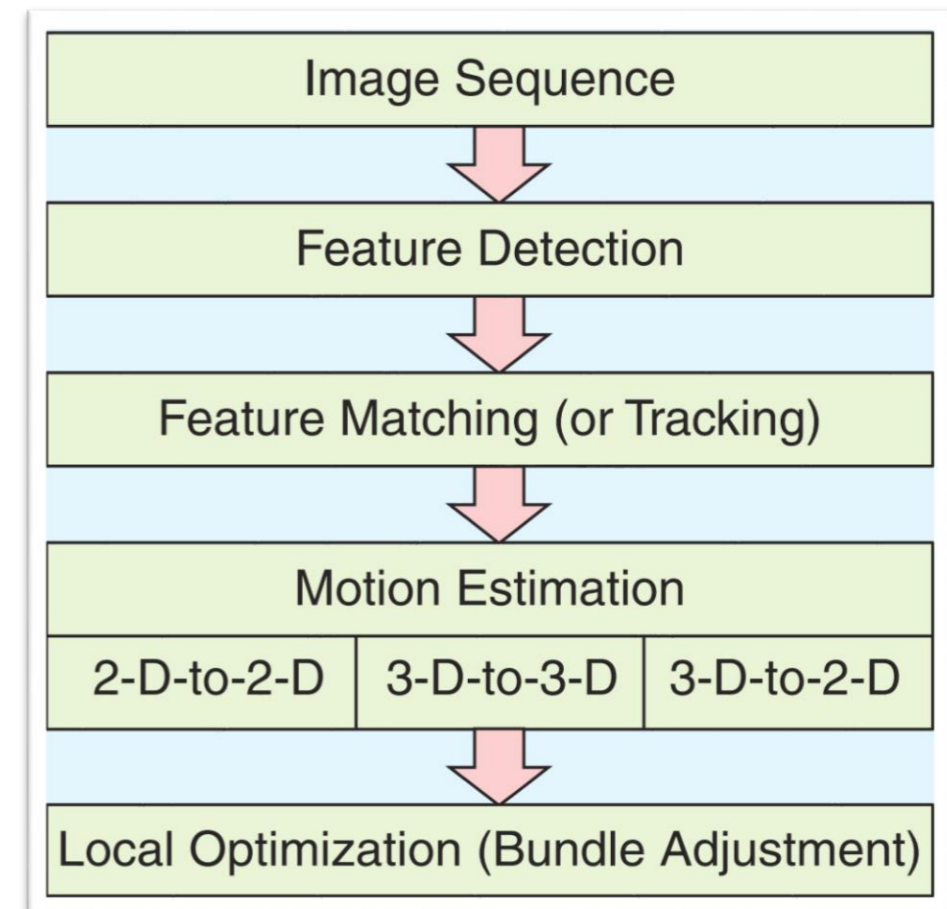 Image Sequence
Feature Detection
Feature Matching (or Tracking)
Motion Estimation
2-D-to-2-D 3-D-to-3-D 3-D-to-2-D
Local Optimization (Bundle Adjustment)